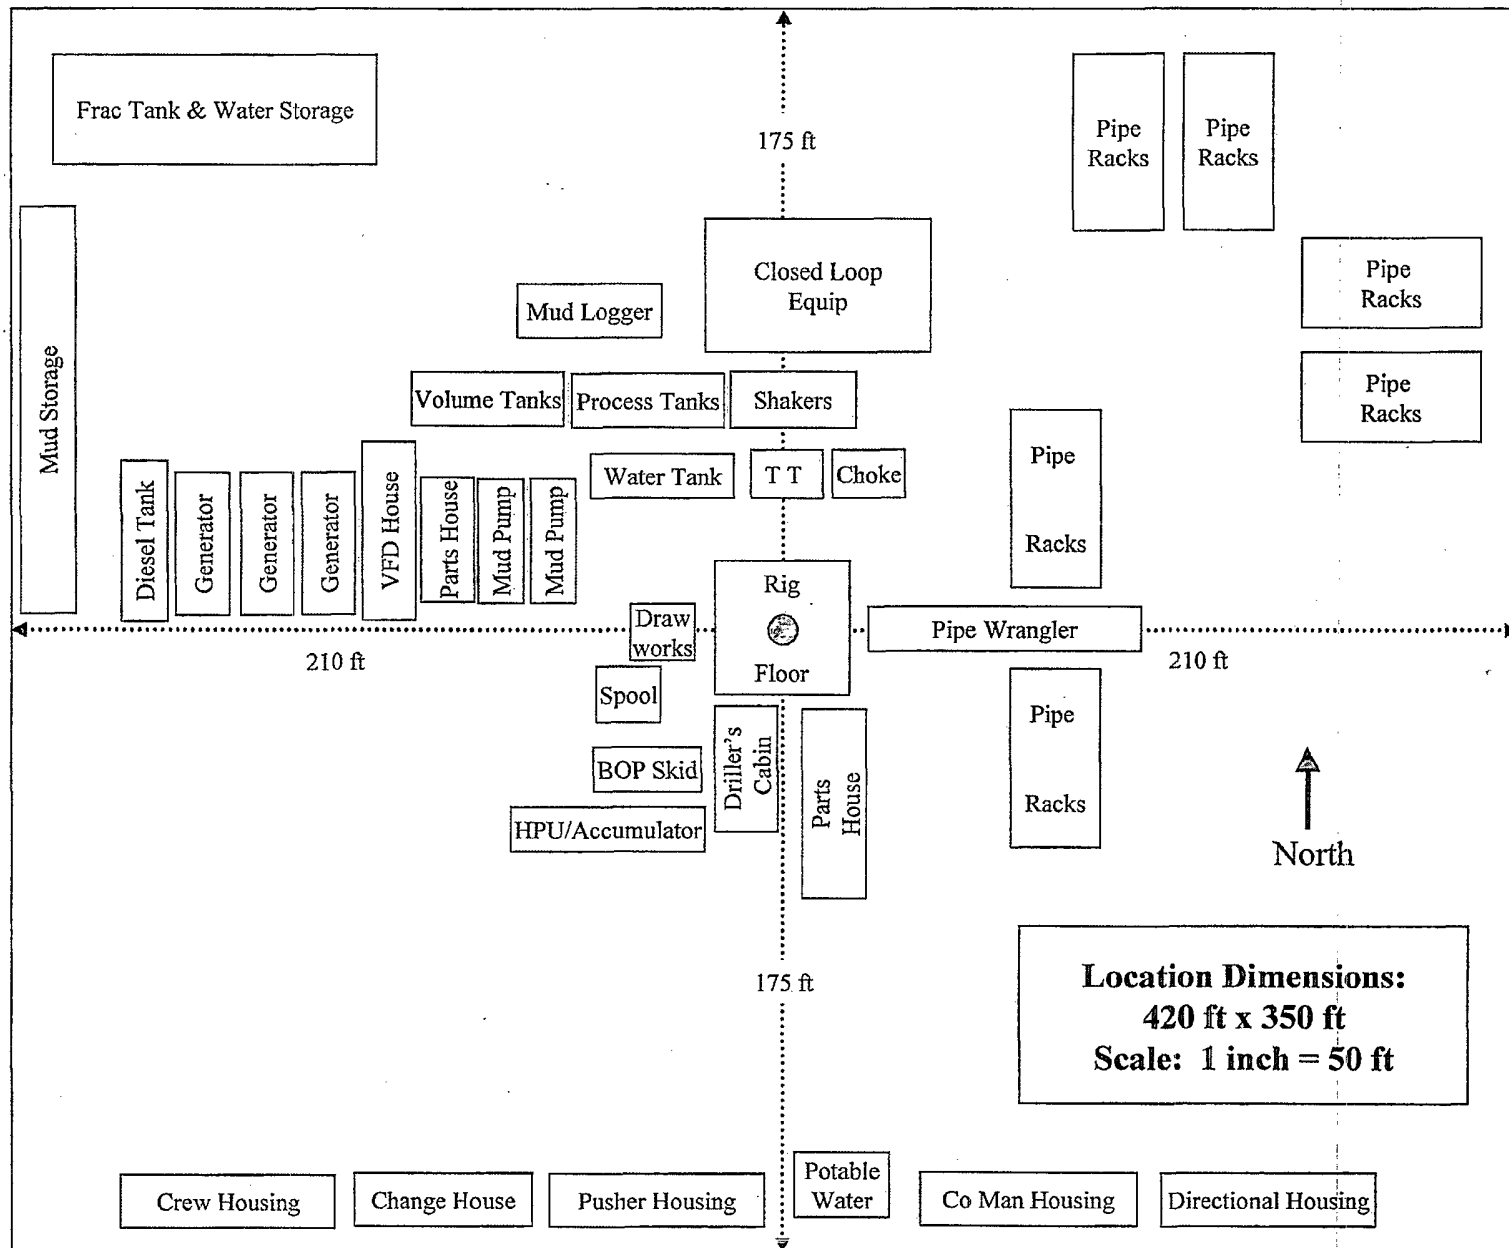 Frac Tank & Water Storage
175 ft
Pipe
Racks
Pipe
Racks
Closed Loop
Equip
Pipe
Racks
Mud Logger
Pipe
Racks
Mud Storage
Volume Tanks
Process Tanks
Shakers
Water Tank
T T
Choke
Pipe
Racks
Diesel Tank
Generator
Generator
Generator
VFD House
Parts House
Mud Pump
Mud Pump
Rig
Floor
Draw
works
Pipe Wrangler
210 ft
210 ft
Spool
Pipe
Racks
BOP Skid
Driller's
Cabin
Parts
House
HPU/Accumulator
North
175 ft
Location Dimensions:
420 ft x 350 ft
Scale: 1 inch = 50 ft
Crew Housing
Change House
Pusher Housing
Potable
Water
Co Man Housing
Directional Housing